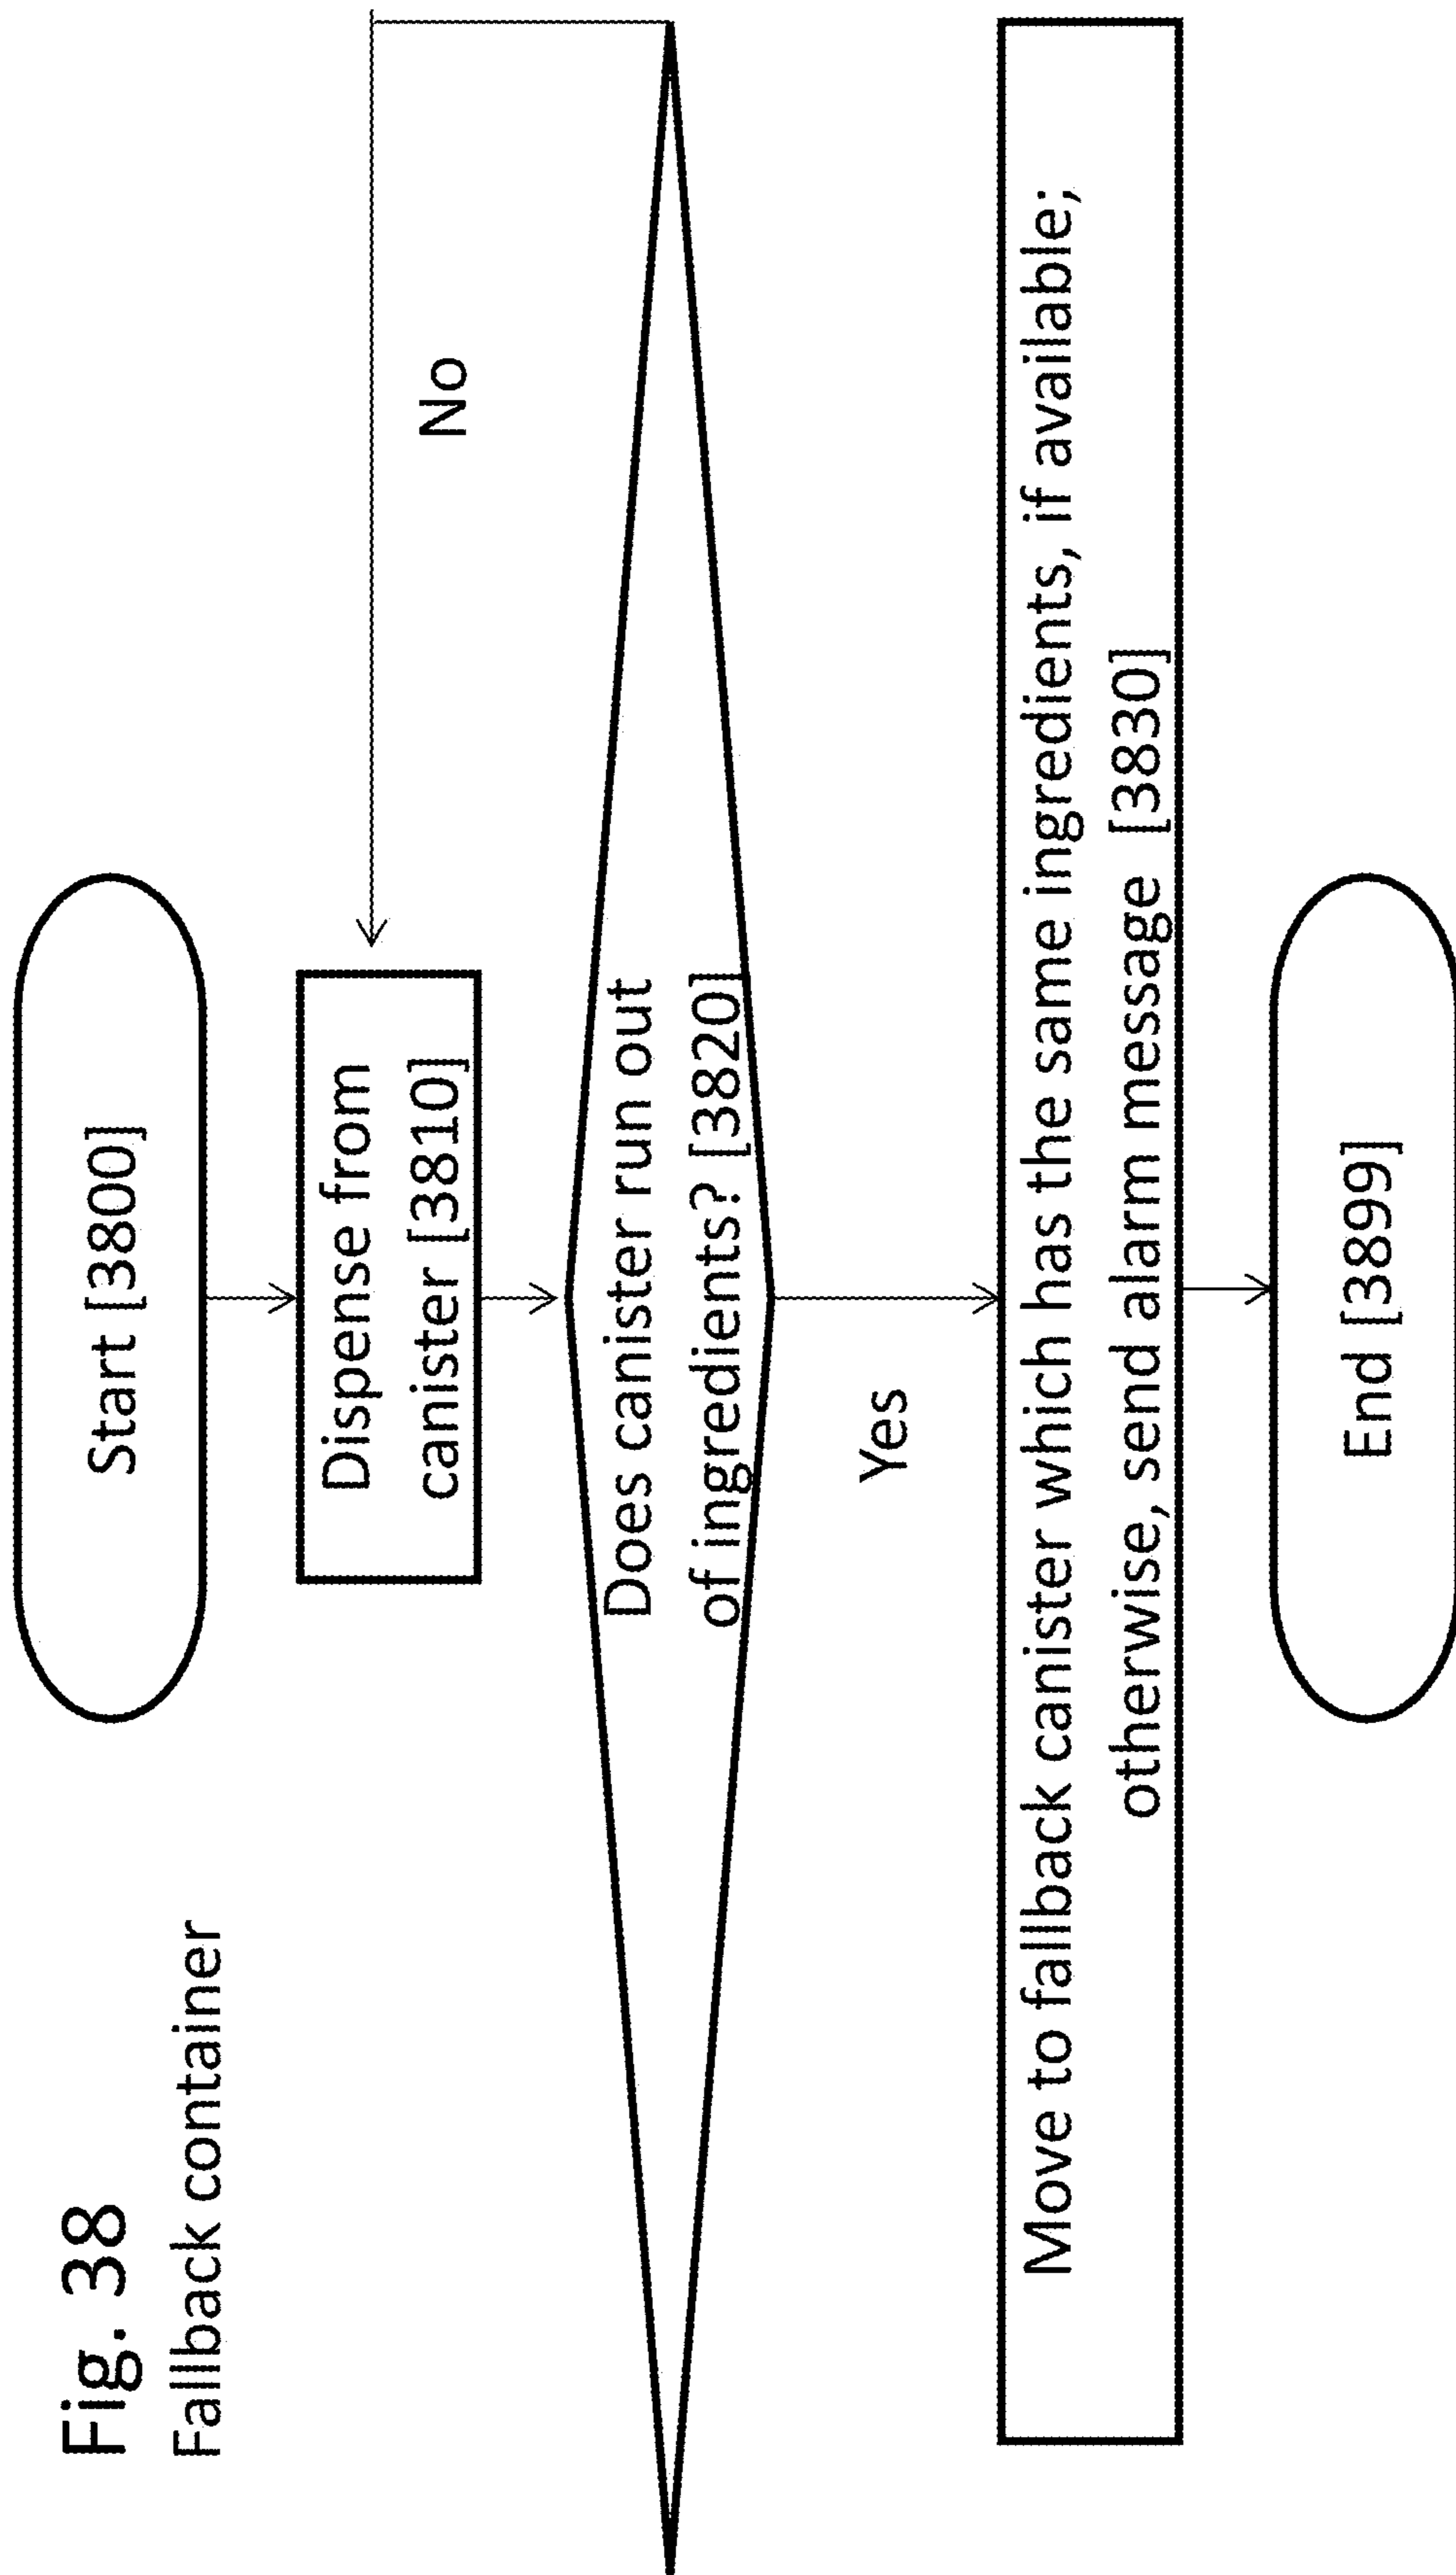 Fig. 38
Fallback container
Start [3800]
Dispense from
canister [3810]
No
Does canister run out
of ingredients? [3820]
Yes
Move to fallback canister which has the same ingredients, if available;
otherwise, send alarm message [3830]
End [3899]